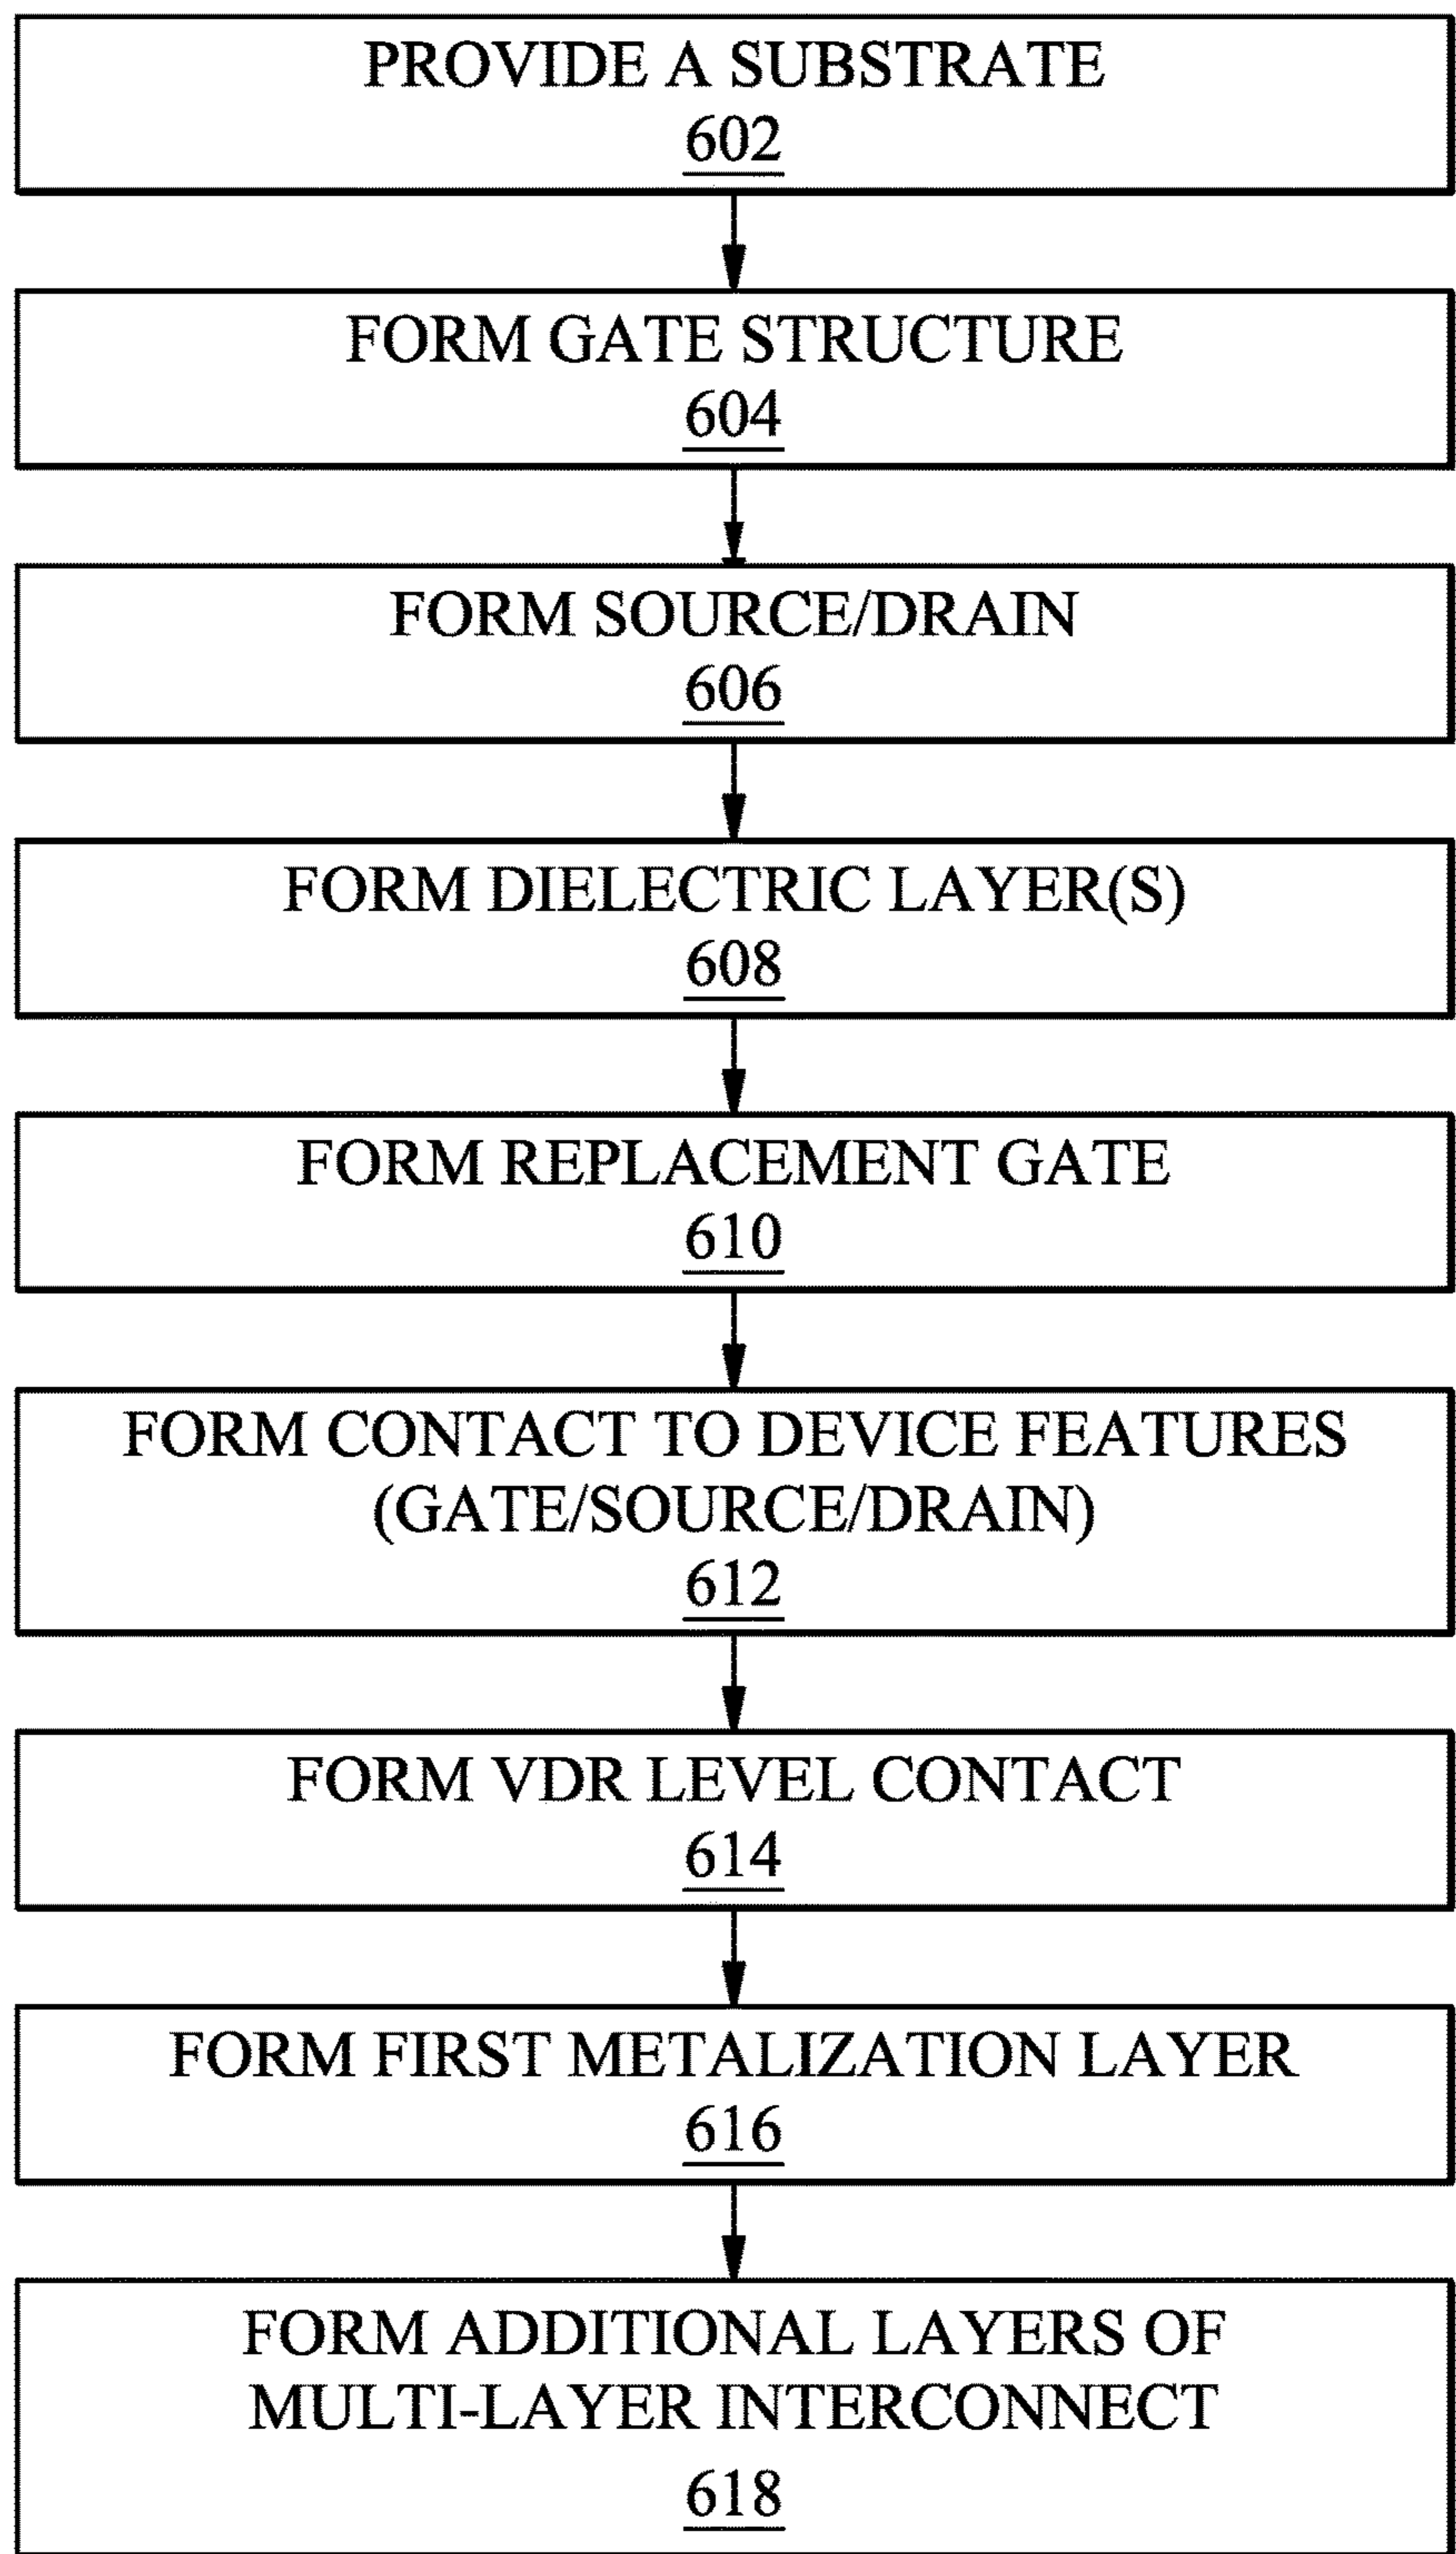 PROVIDE A SUBSTRATE
602
FORM GATE STRUCTURE
604
FORM SOURCE/DRAIN
606
FORM DIELECTRIC LAYER(S)
608
FORM REPLACEMENT GATE
610
FORM CONTACT TO DEVICE FEATURES
(GATE/SOURCE/DRAIN)
612
FORM VDR LEVEL CONTACT
614
FORM FIRST METALIZATION LAYER
616
FORM ADDITIONAL LAYERS OF
MULTI-LAYER INTERCONNECT
618